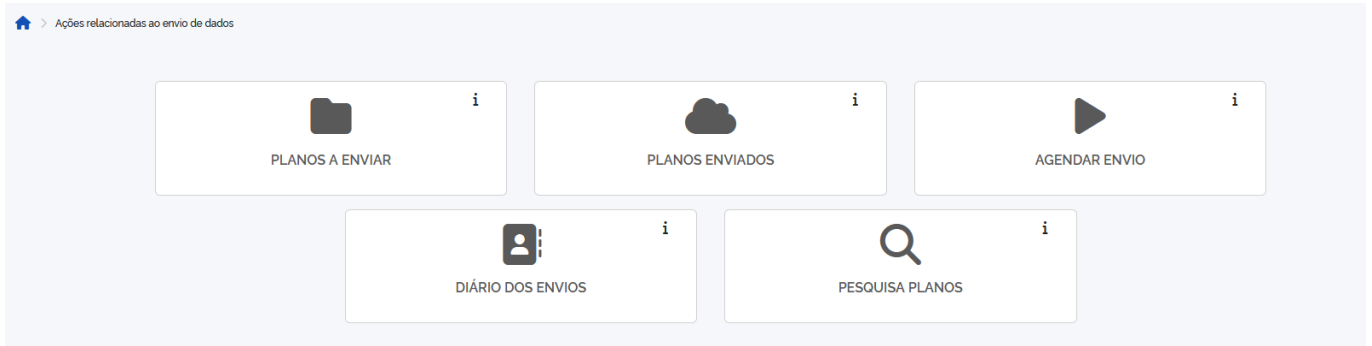 > Ações relacionadas ao envio de dados
i
i
i
PLANOS A ENVIAR
PLANOS ENVIADOS
AGENDAR ENVIO
i
i
DIÁRIO DOS ENVIOS
PESQUISA PLANOS